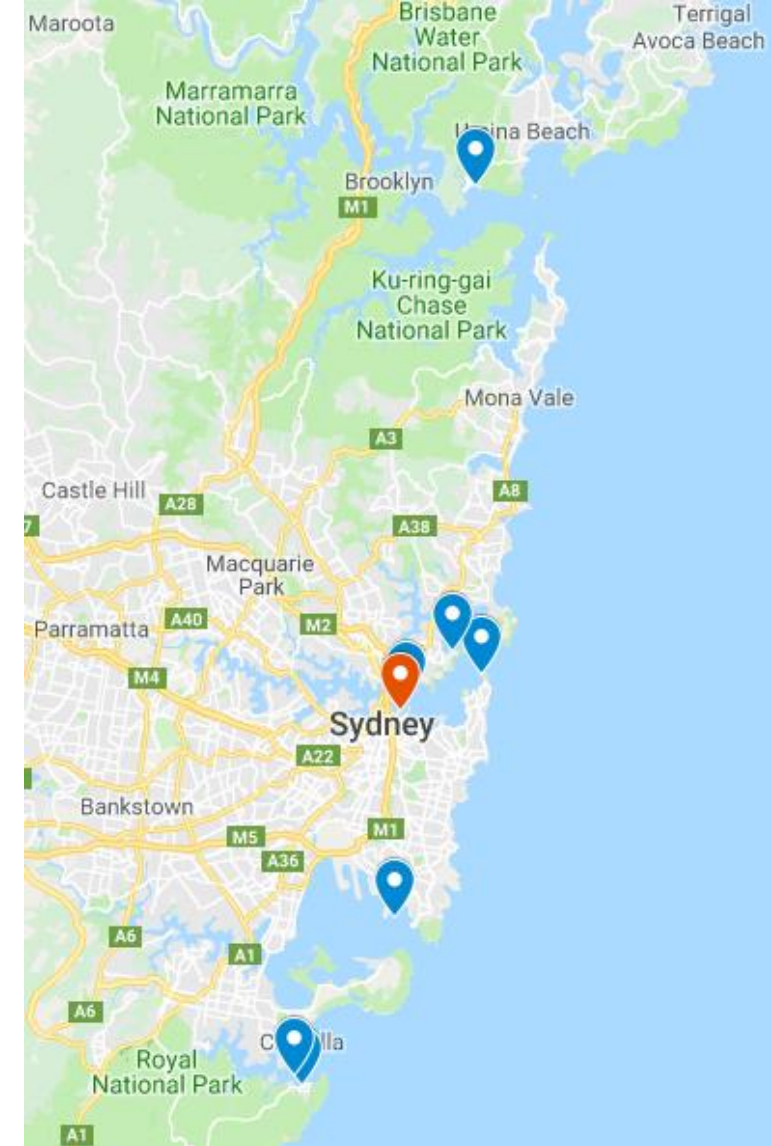 Maroota
Brisbane
Water
National Park
Terrigal
Avoca Beach
Marramarra
National Park
Beach
Brooklyn
M1
Ku-ring-gai
Chase
National Park
Mona Vale
A3
Castle Hill
A28
A8
7
A38
Macquarie
Park
A40
M2
Parramatta
M4
Sydney
A22
Bankstown
M1
M5
A36
A6
A1
A6
Royal
National Park
A1